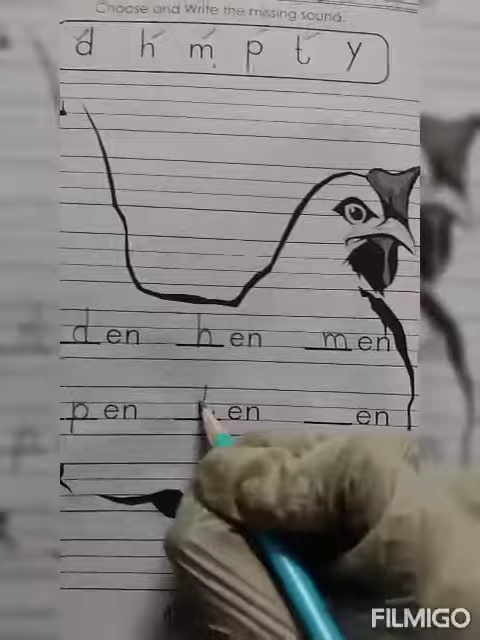 Choose and Write the missing sound.
d h m p t y
den hen men
pen en en
FILMIGO